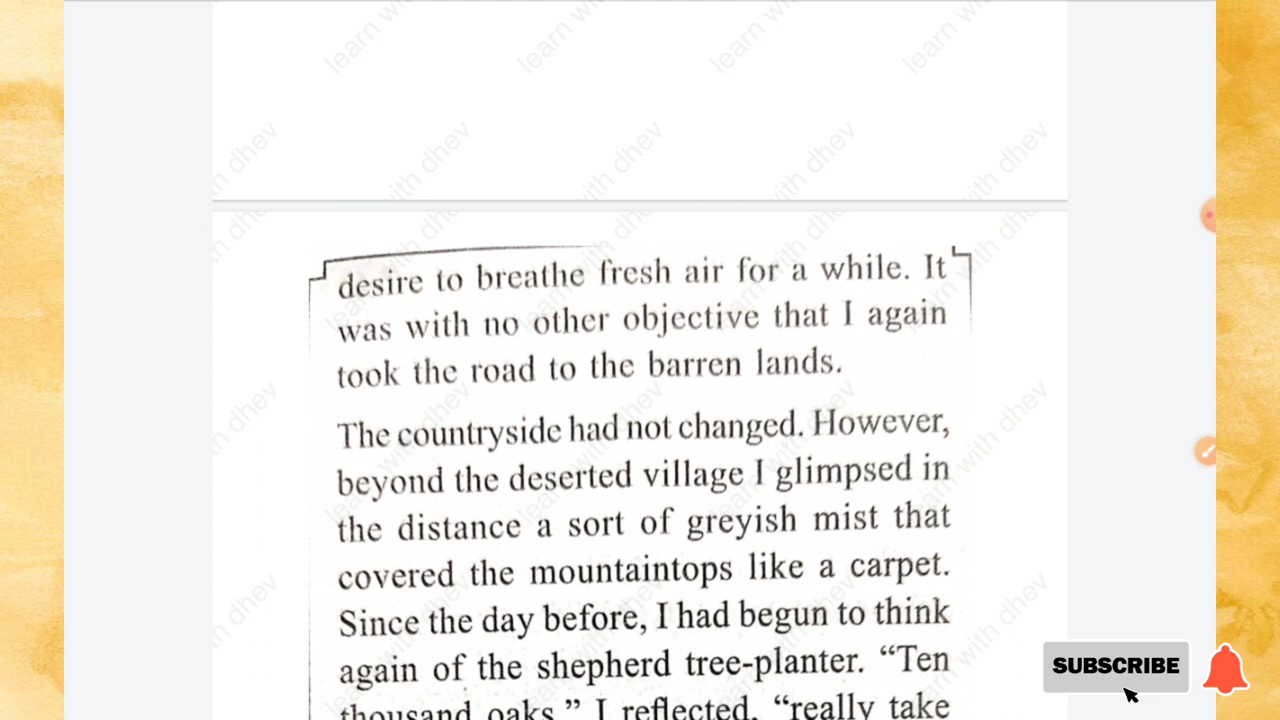 desire to breathe fresh air for a while. It
was with no other objective that I again
took the road to the barren lands.
The countryside had not changed. However,
beyond the deserted village I glimpsed in
the distance a sort of greyish mist that
covered the mountaintops like a carpet.
Since the day before, I had begun to think
again of the shepherd tree-planter. “Ten
thousand oaks,” I reflected, “really take
SUBSCRIBE
learn with dhev